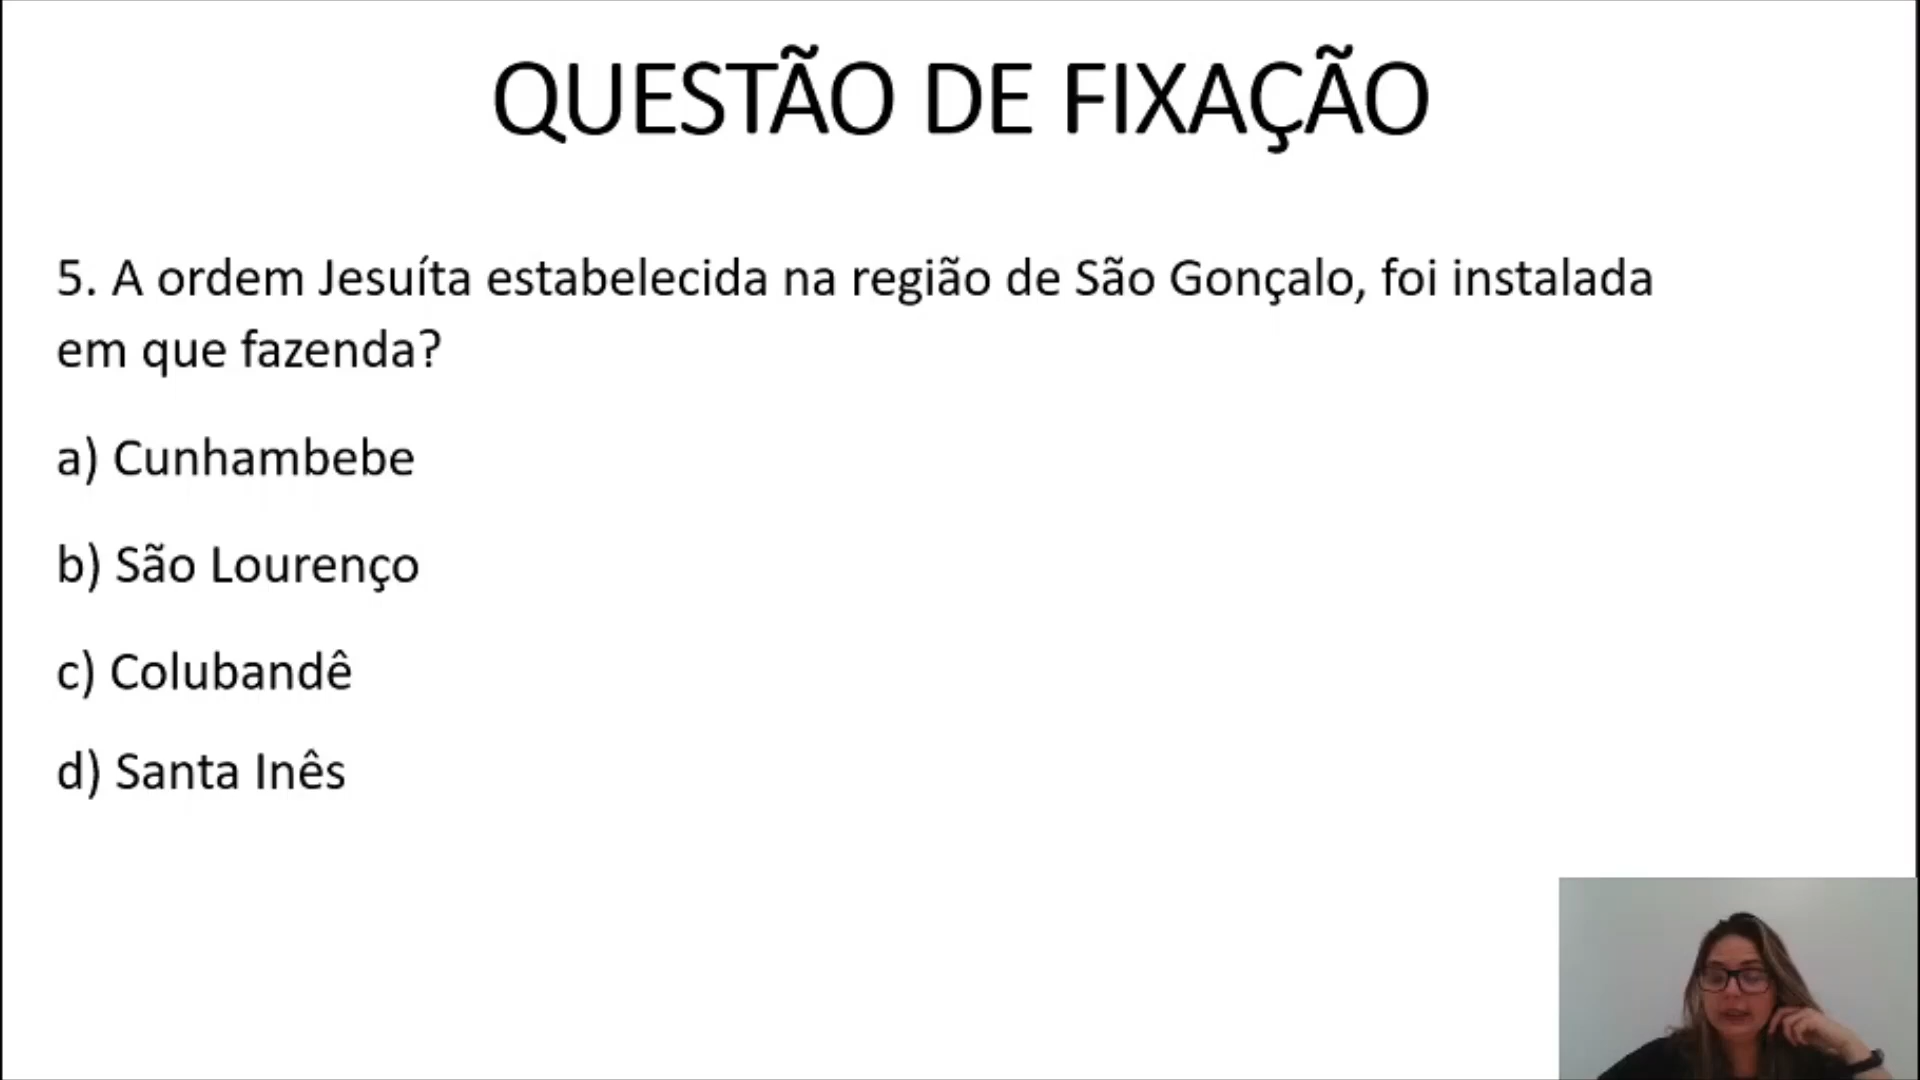 QUESTÃO DE FIXAÇÃO
5. A ordem Jesuíta estabelecida na região de São Gonçalo, foi instalada
em que fazenda?
a) Cunhambebe
b) São Lourenço
c) Colubandê
d) Santa Inês